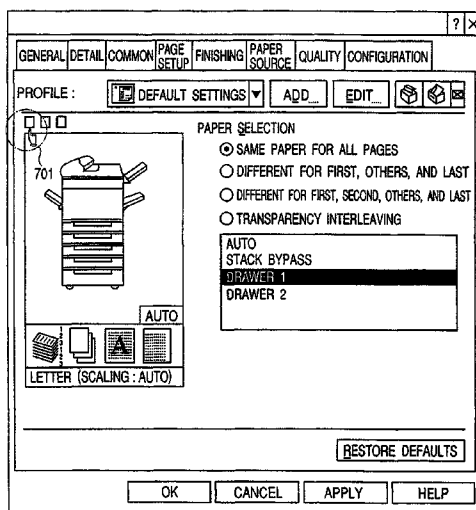 ? ×
GENERAL DETAIL COMMON PAGE SETUP FINISHING PAPER SOURCE QUALITY CONFIGURATION
PROFILE : DEFAULT SETTINGS ▼ ADD... EDIT...
PAPER SELECTION
SAME PAPER FOR ALL PAGES
DIFFERENT FOR FIRST, OTHERS, AND LAST
DIFFERENT FOR FIRST, SECOND, OTHERS, AND LAST
TRANSPARENCY INTERLEAVING
701
AUTO
STACK BYPASS
DRAWER 1
DRAWER 2
AUTO
A
LETTER (SCALING : AUTO)
RESTORE DEFAULTS
OK CANCEL APPLY HELP